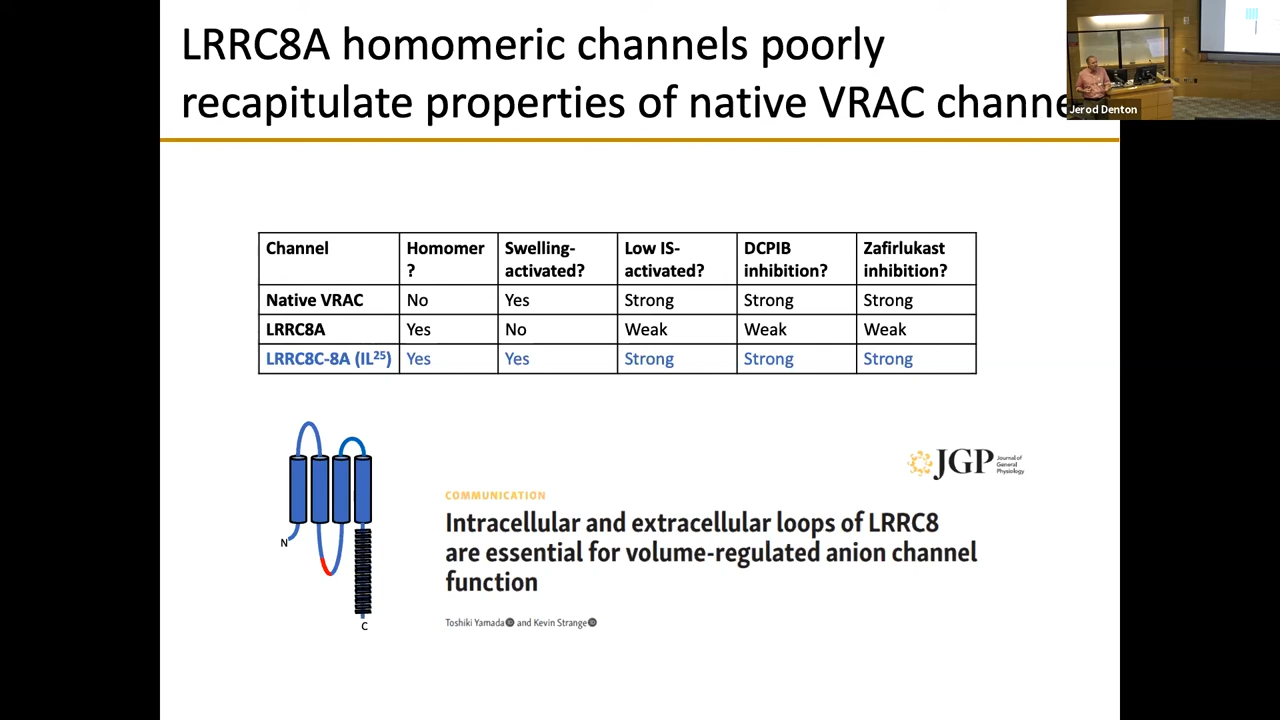 LRRC8A homomeric channels poorly
recapitulate properties of native VRAC channe
Jerod Denton
Channel Homomer? Swelling-activated? Low IS-activated? DCPIB inhibition? Zafirlukast inhibition?
Native VRAC No Yes Strong Strong Strong
LRRC8A Yes No Weak Weak Weak
LRRC8C-8A (IL²⁵) Yes Yes Strong Strong Strong
N
C
JGP Journal of General Physiology
COMMUNICATION
Intracellular and extracellular loops of LRRC8
are essential for volume-regulated anion channel
function
Toshiki Yamada and Kevin Strange